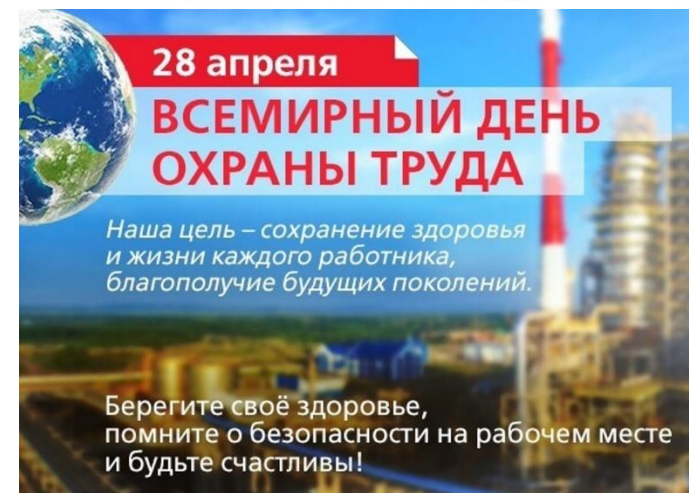 28 апреля
ВСЕМИРНЫЙ ДЕНЬ
ОХРАНЫ ТРУДА
Наша цель – сохранение здоровья
и жизни каждого работника,
благополучие будущих поколений.
Берегите своё здоровье,
помните о безопасности на рабочем месте
и будьте счастливы!